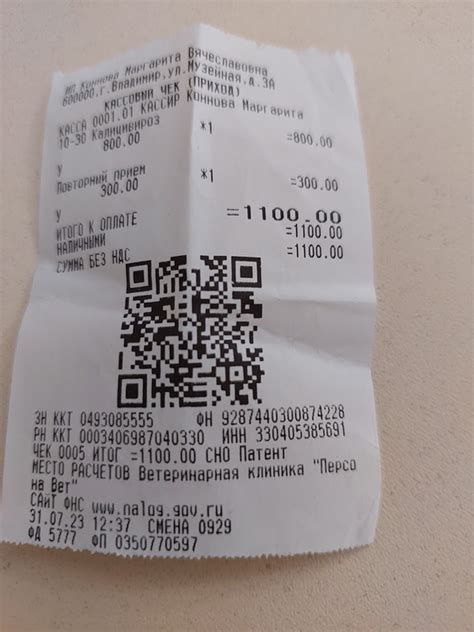 ИП Коннова Маргарита Вячеславовна
600000.г.Владимир,ул.Музейная,д.3А
КАССОВЫЙ ЧЕК (ПРИХОД)
КАССА 0001.01 КАССИР Коннова Маргарита
10-30 Калицивироз
800.00 *1 =800.00
У
Повторный прием
300.00 *1 =300.00
У
ИТОГО К ОПЛАТЕ =1100.00
НАЛИЧНЫМИ =1100.00
СУММА БЕЗ НДС =1100.00
ЗН ККТ 0493085555 ФН 9287440300874228
РН ККТ 0003406987040330 ИНН 330405385691
ЧЕК 0005 ИТОГ =1100.00 СНО Патент
МЕСТО РАСЧЕТОВ Ветеринарная клиника "Персо
на Вет"
САЙТ ФНС www.nalog.gov.ru
31.07.23 12:37 СМЕНА 0929
ФД 5777 ФП 0350770597